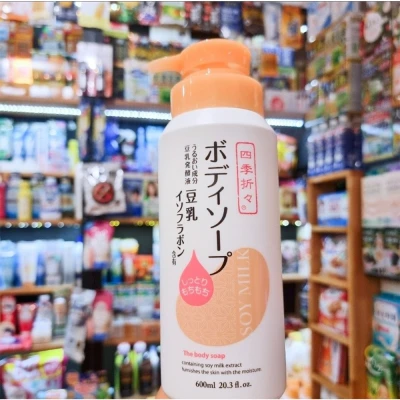 四季折々®
ボディソープ
うるおい成分
豆乳発酵液
豆乳
イソフラボン
含有
しっとり
もちもち
SOY MILK
The body soap
containing soy milk extract
furnishes the skin with the moisture.
600ml 20.3 fl.oz.